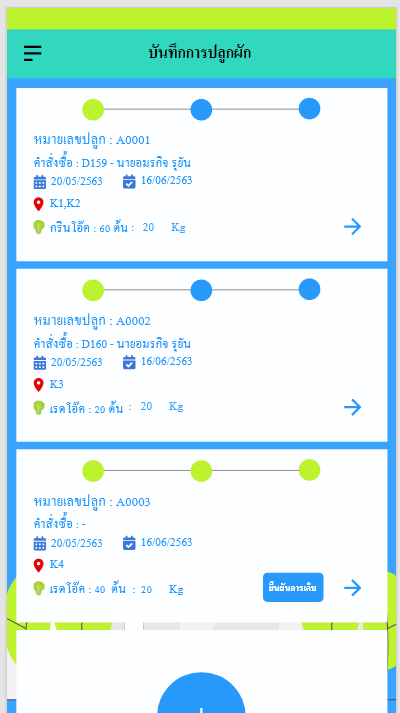 บันทึกการปลูกผัก
หมายเลขปลูก : A0001
คำสั่งซื้อ : D159 - นายอมรกิจ รุยัน
20/05/2563 16/06/2563
K1,K2
กรีนโอ๊ค : 60 ต้น : 20 Kg
หมายเลขปลูก : A0002
คำสั่งซื้อ : D160 - นายอมรกิจ รุยัน
20/05/2563 16/06/2563
K3
เรดโอ๊ค : 20 ต้น : 20 Kg
หมายเลขปลูก : A0003
คำสั่งซื้อ : -
20/05/2563 16/06/2563
K4
เรดโอ๊ค : 40 ต้น : 20 Kg
ยืนยันการเก็บ